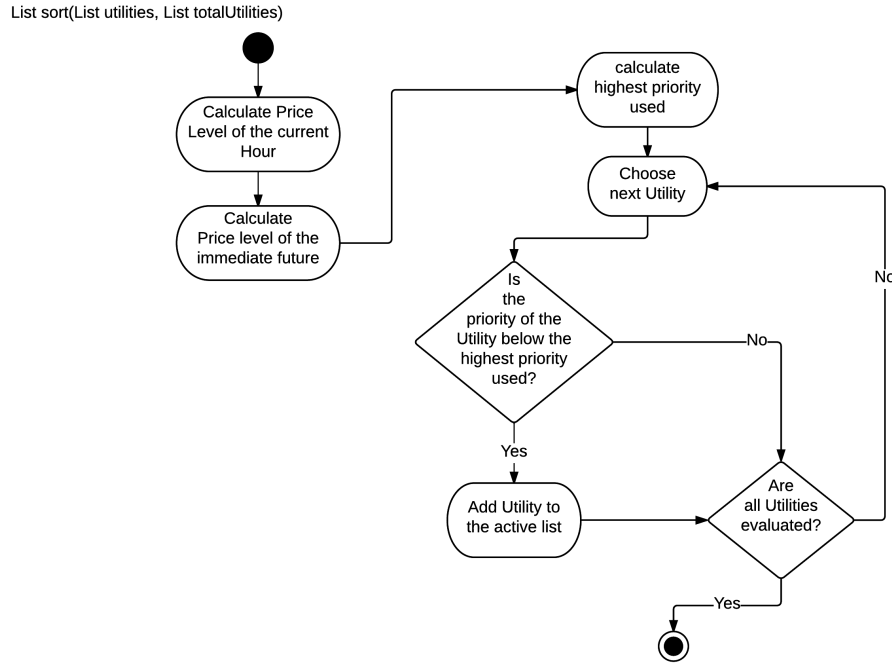 List sort(List utilities, List totalUtilities)
Calculate Price
Level of the current
Hour
Calculate
Price level of the
immediate future
calculate
highest priority
used
Choose
next Utility
Is
the
priority of the
Utility below the
highest priority
used?
No
Yes
Add Utility to
the active list
Are
all Utilities
evaluated?
No
Yes